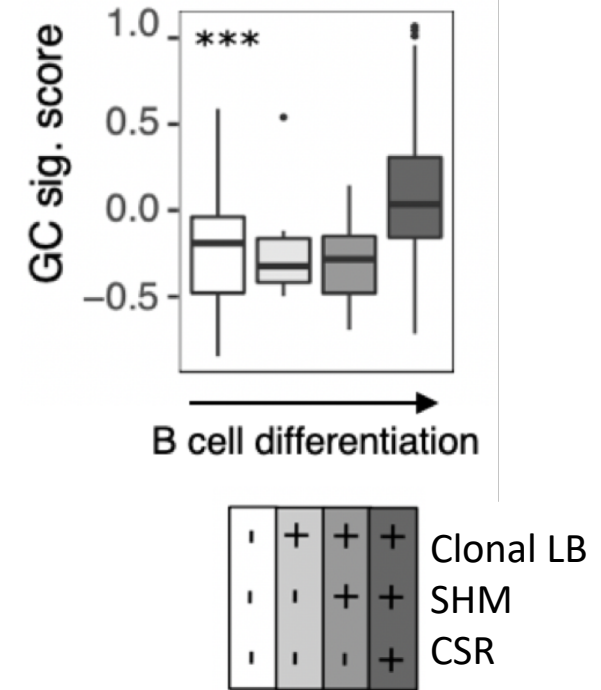 GC sig. score
1.0
0.5
0.0
−0.5
***
B cell differentiation
- + + + Clonal LB
- - + + SHM
- - - + CSR